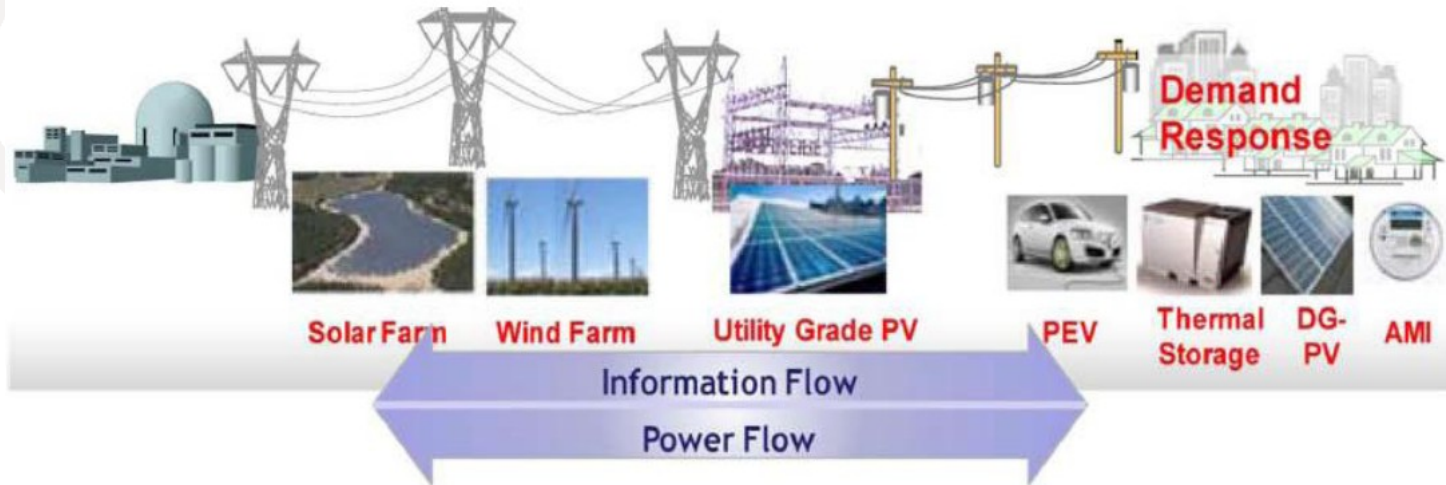 Demand
Response
Solar Farm
Wind Farm
Utility Grade PV
PEV
Thermal
Storage
DG-
PV
AMI
Information Flow
Power Flow